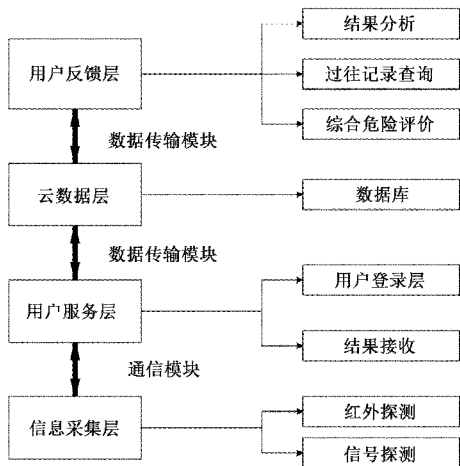 结果分析
用户反馈层
过往记录查询
综合危险评价
数据传输模块
云数据层
数据库
数据传输模块
用户登录层
用户服务层
结果接收
通信模块
红外探测
信息采集层
信号探测